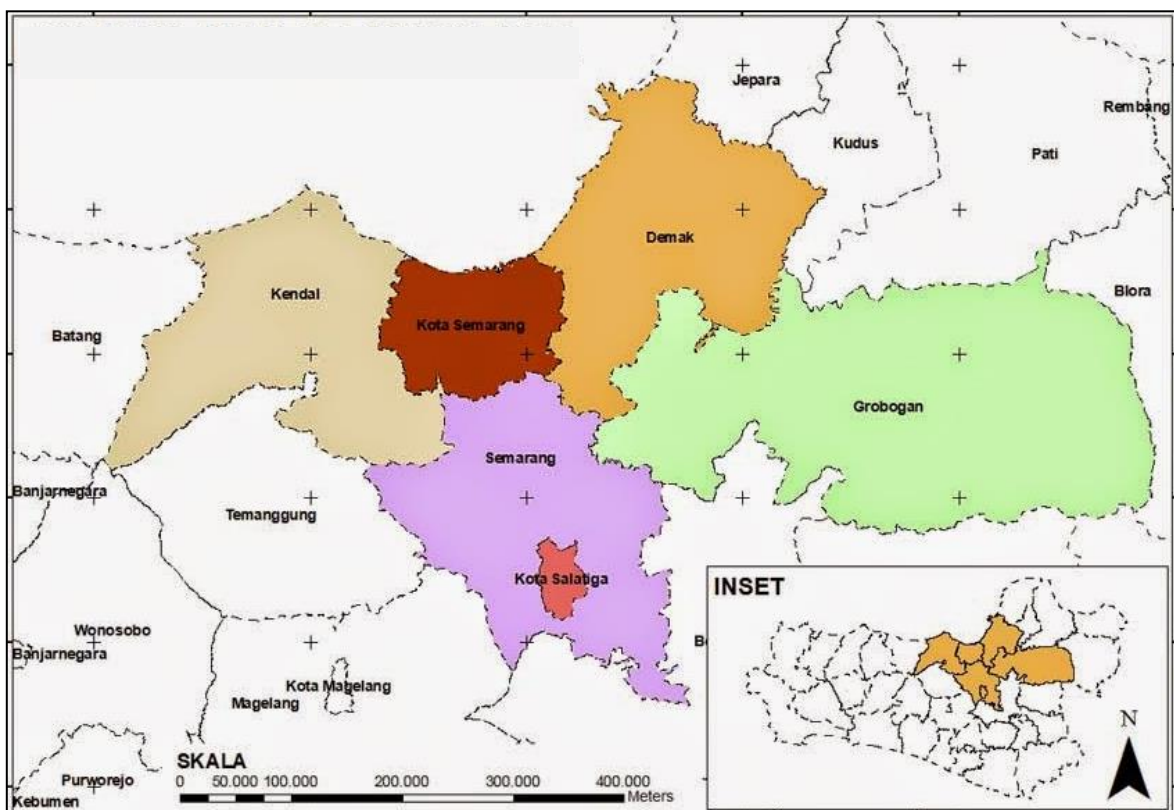 Jepara
Rembang
Kudus
Pati
Demak
Kendal
Blora
Kota Semarang
Batang
Grobogan
Semarang
Banjarnegara
Temanggung
Kota Salatiga
INSET
Wonosobo
Banjarnegara
Kota Magelang
Magelang
N
SKALA
Purworejo
0 50.000 100.000 200.000 300.000 400.000
Meters
Kebumen